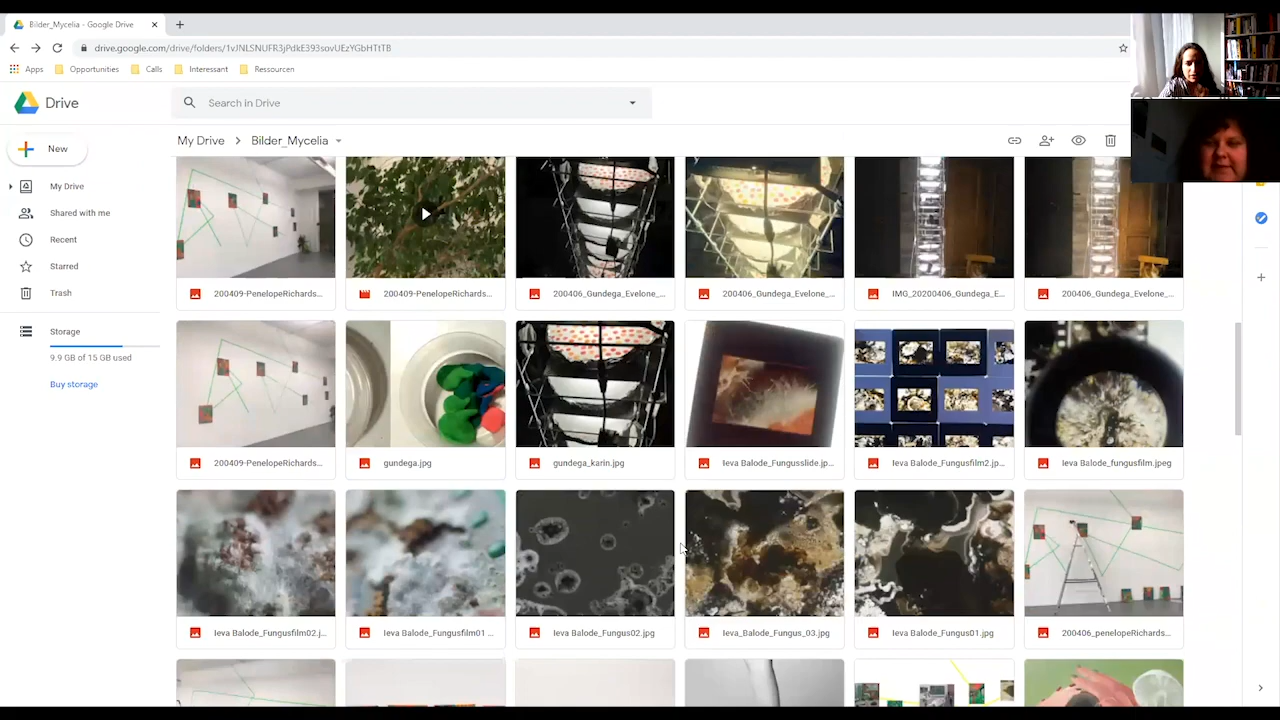 Bilder_Mycelia - Google Drive
drive.google.com/drive/folders/1vJNLSNUFR3jPdkE393sovUEzYGbHTtTB
Apps Opportunities Calls Interessant Ressourcen
Drive
Search in Drive
New
My Drive > Bilder_Mycelia
My Drive
Shared with me
Recent
Starred
Trash
Storage
9.9 GB of 15 GB used
Buy storage
200409-PenelopeRichards... 200409-PenelopeRichards... 200406_Gundega_Evelone_... 200406_Gundega_Evelone_... IMG_20200406_Gundega_E... 200406_Gundega_Evelone_...
200409-PenelopeRichards... gundega.jpg gundega_karin.jpg Ieva Balode_Fungusslide.jp... Ieva Balode_Fungusfilm2.jp... Ieva Balode_fungusfilm.jpeg
Ieva Balode_Fungusfilm02.j... Ieva Balode_Fungusfilm01 ... Ieva Balode_Fungus02.jpg Ieva_Balode_Fungus_03.jpg Ieva Balode_Fungus01.jpg 200406_penelopeRichards...